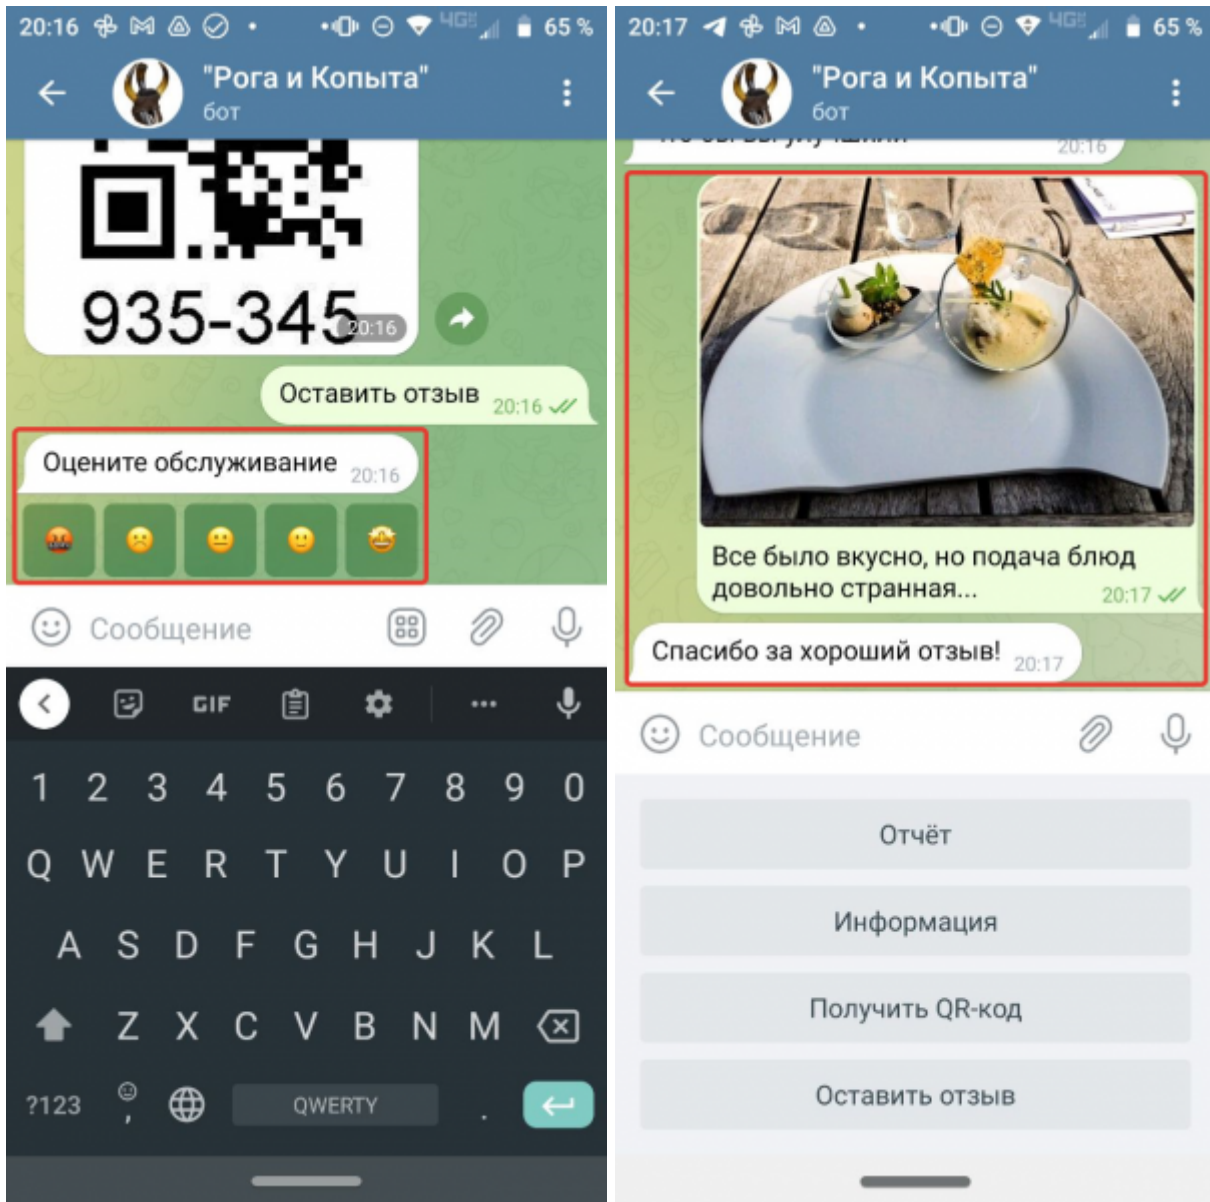 20:16
4G
65 %
"Рога и Копыта"
бот
935-345
20:16
Оставить отзыв
20:16
Оцените обслуживание
20:16
Сообщение
GIF
1 2 3 4 5 6 7 8 9 0
Q W E R T Y U I O P
A S D F G H J K L
Z X C V B N M
?123 , QWERTY .
20:17
4G
65 %
"Рога и Копыта"
бот
20:16
Все было вкусно, но подача блюд
довольно странная...
20:17
Спасибо за хороший отзыв!
20:17
Сообщение
Отчёт
Информация
Получить QR-код
Оставить отзыв